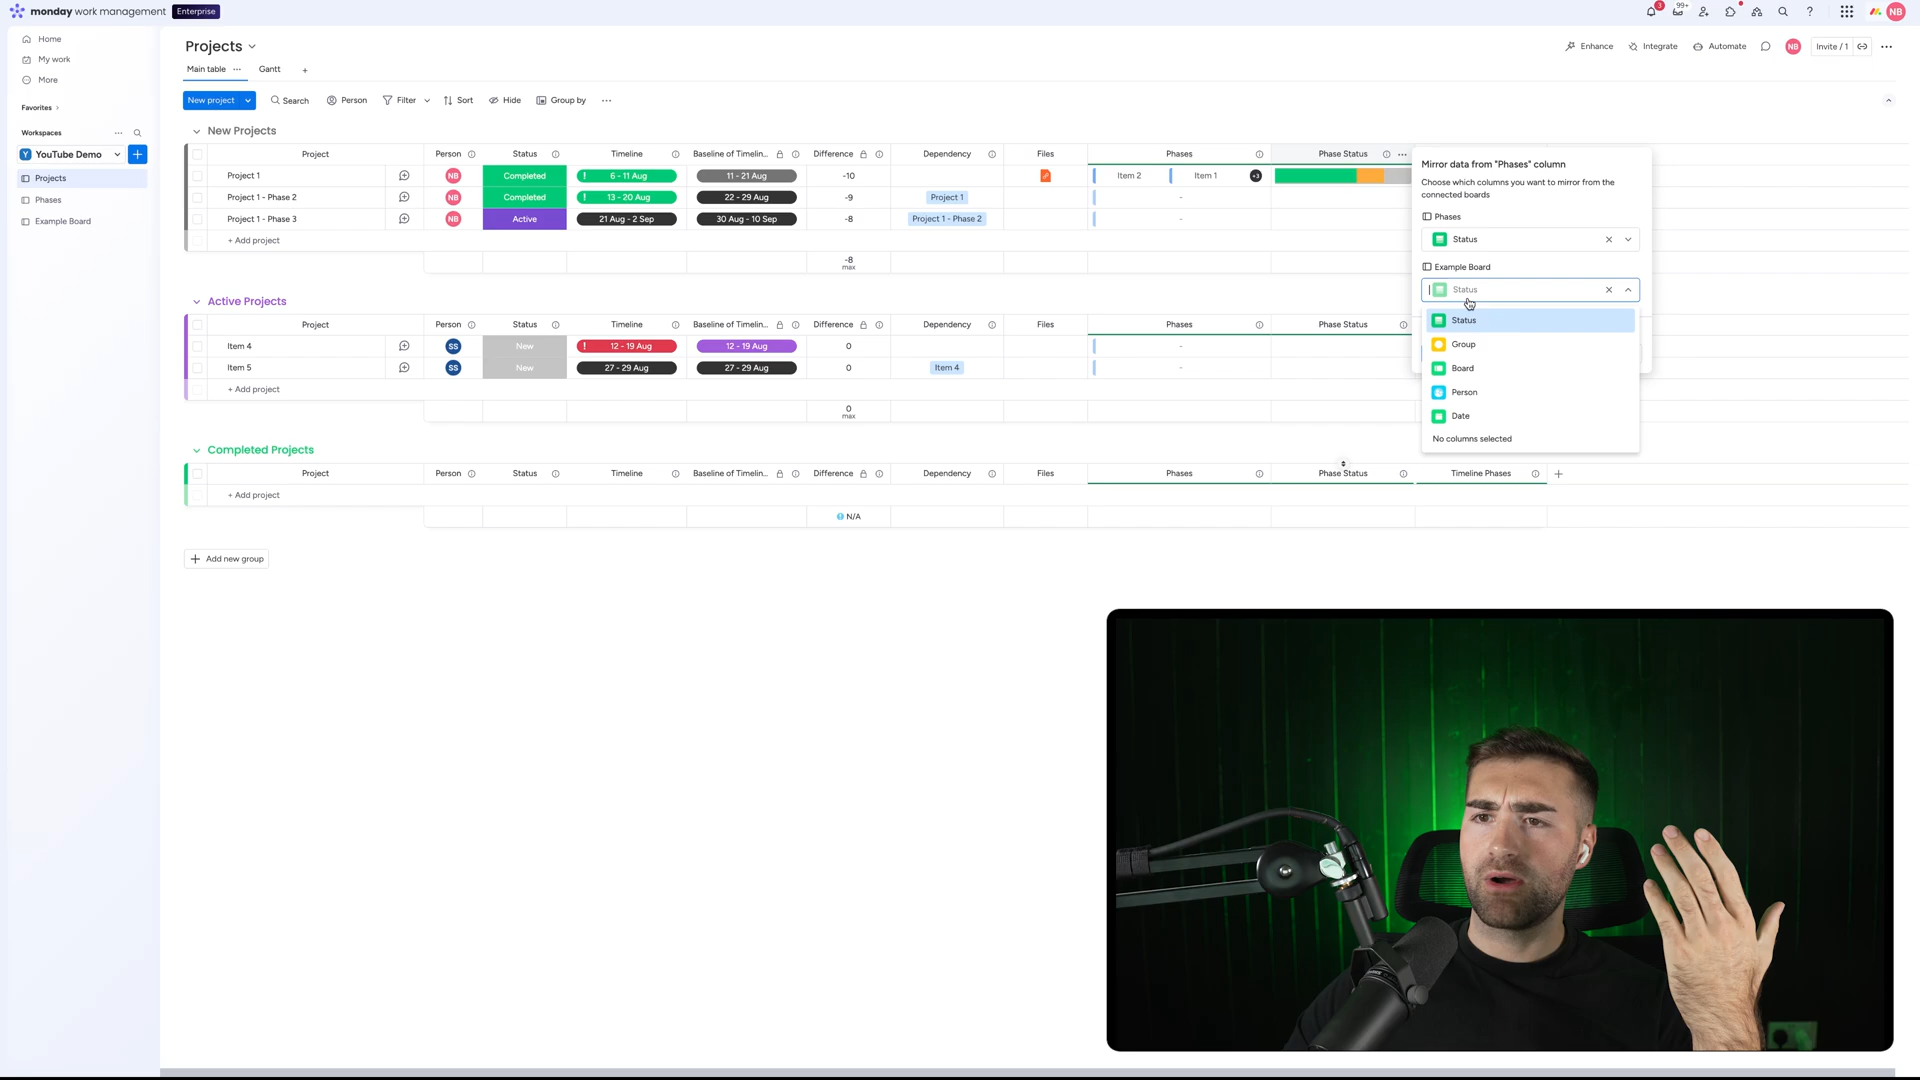 monday work management Enterprise
3
99+
NB
Home
My work
More
Favorites
Workspaces
Y YouTube Demo
Projects
Phases
Example Board
Projects
Enhance
Integrate
Automate
NB
Invite / 1
Main table
Gantt
New project
Search
Person
Filter
Sort
Hide
Group by
New Projects
Project Person Status Timeline Baseline of Timelin... Difference Dependency Files Phases Phase Status
Project 1 NB Completed 6 - 11 Aug 11 - 21 Aug -10 Item 2 Item 1 +3
Project 1 - Phase 2 NB Completed 13 - 20 Aug 22 - 29 Aug -9 Project 1 -
Project 1 - Phase 3 NB Active 21 Aug - 2 Sep 30 Aug - 10 Sep -8 Project 1 - Phase 2 -
+ Add project
-8
max
Mirror data from "Phases" column
Choose which columns you want to mirror from the
connected boards
Phases
Status
Example Board
Status
Status
Group
Board
Person
Date
No columns selected
Active Projects
Project Person Status Timeline Baseline of Timelin... Difference Dependency Files Phases Phase Status
Item 4 SS New 12 - 19 Aug 12 - 19 Aug 0 -
Item 5 SS New 27 - 29 Aug 27 - 29 Aug 0 Item 4 -
+ Add project
0
max
Completed Projects
Project Person Status Timeline Baseline of Timelin... Difference Dependency Files Phases Phase Status Timeline Phases
+ Add project
N/A
Add new group